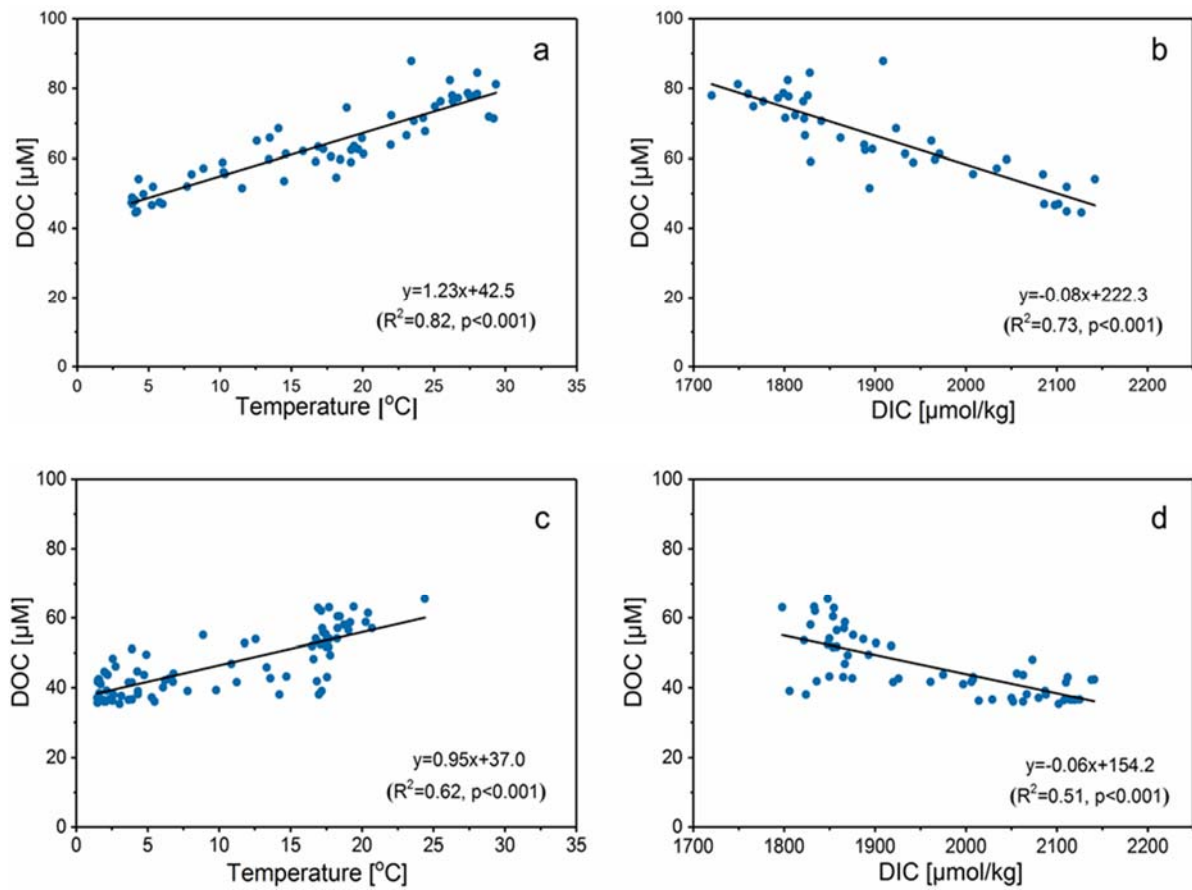 a
DOC [µM]
100
80
60
40
20
0
y=1.23x+42.5
(R²=0.82, p<0.001)
0 5 10 15 20 25 30 35
Temperature [°C]
b
DOC [µM]
100
80
60
40
20
0
y=-0.08x+222.3
(R²=0.73, p<0.001)
1700 1800 1900 2000 2100 2200
DIC [µmol/kg]
c
DOC [µM]
100
80
60
40
20
0
y=0.95x+37.0
(R²=0.62, p<0.001)
0 5 10 15 20 25 30 35
Temperature [°C]
d
DOC [µM]
100
80
60
40
20
0
y=-0.06x+154.2
(R²=0.51, p<0.001)
1700 1800 1900 2000 2100 2200
DIC [µmol/kg]